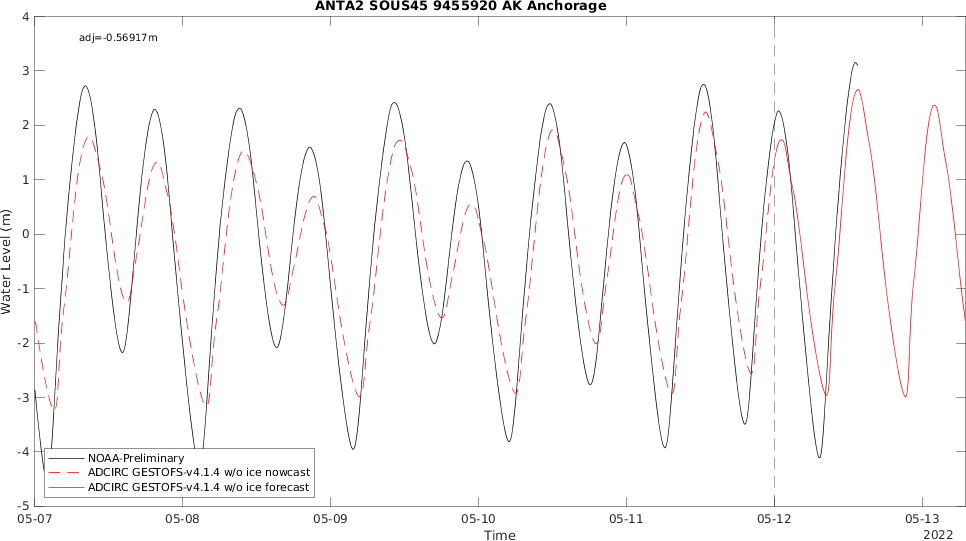 ANTA2 SOUS45 9455920 AK Anchorage
adj=-0.56917m
4
3
2
1
0
-1
-2
-3
-4
-5
Water Level (m)
NOAA-Preliminary
ADCIRC GESTOFS-v4.1.4 w/o ice nowcast
ADCIRC GESTOFS-v4.1.4 w/o ice forecast
05-07 05-08 05-09 05-10 05-11 05-12 05-13
Time
2022